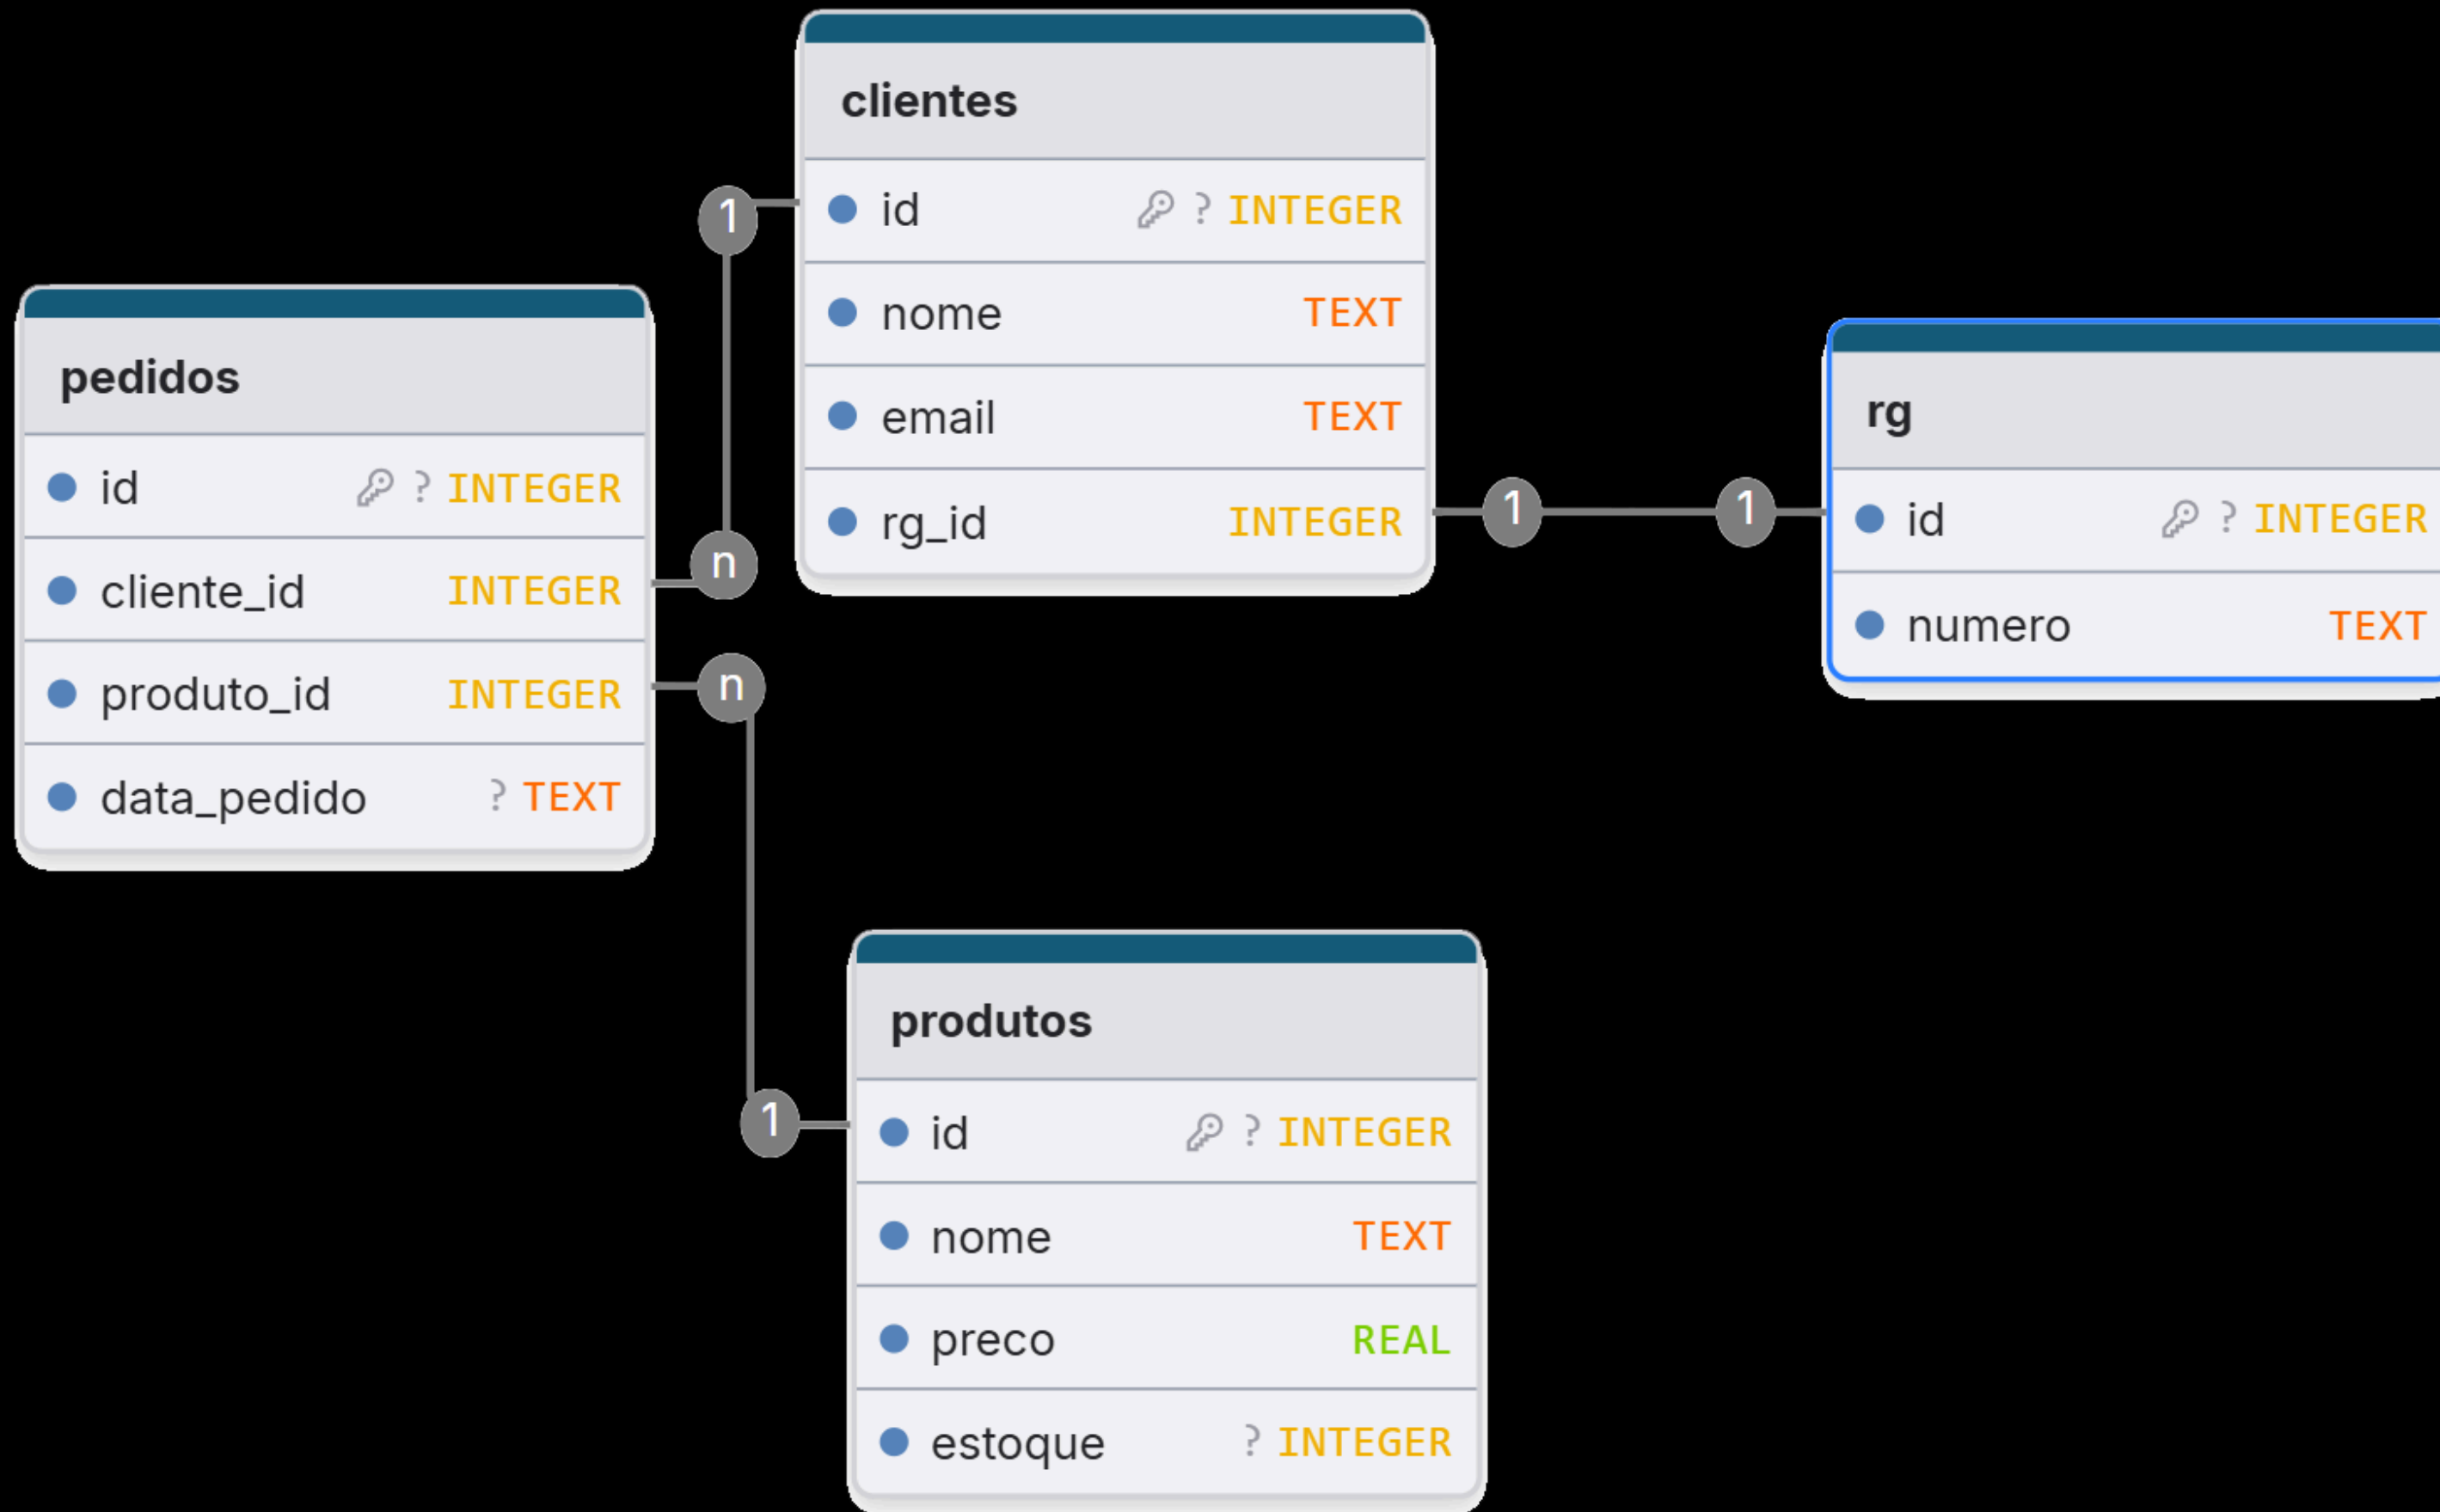 clientes
id ? INTEGER
nome TEXT
email TEXT
rg_id INTEGER
1
n
1
1
pedidos
id ? INTEGER
cliente_id INTEGER
produto_id INTEGER
data_pedido ? TEXT
n
1
rg
id ? INTEGER
numero TEXT
produtos
id ? INTEGER
nome TEXT
preco REAL
estoque ? INTEGER